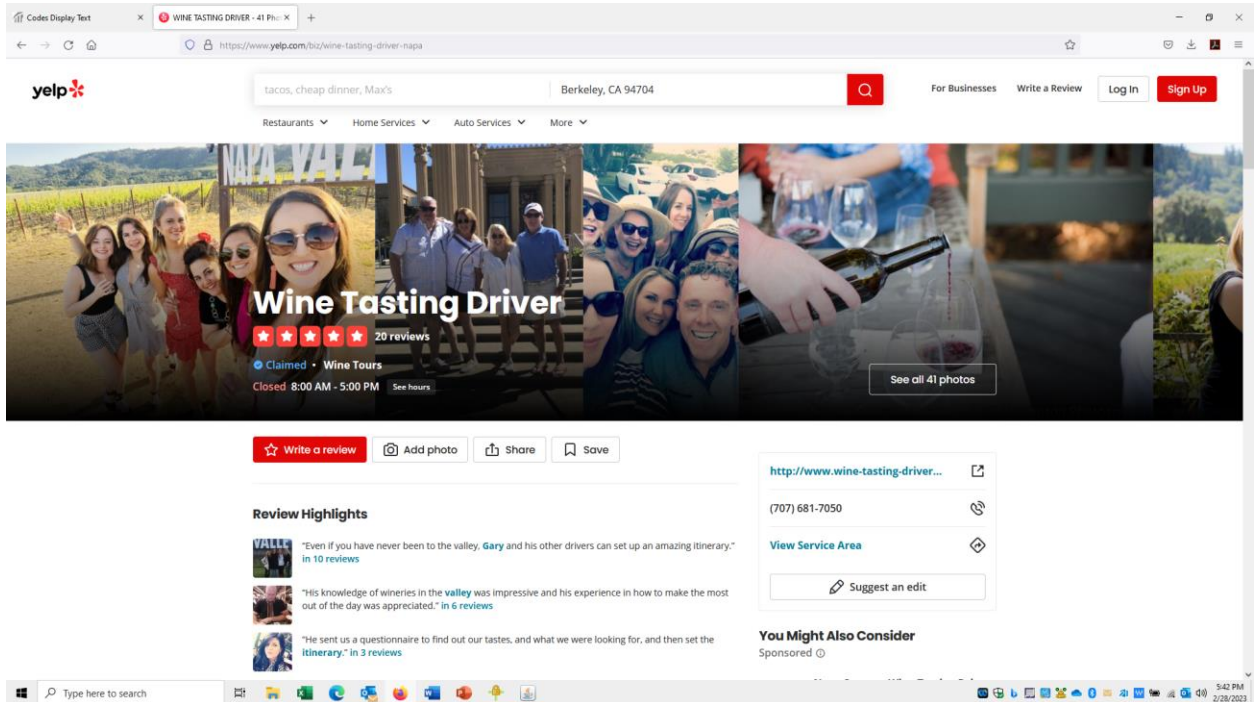 Codes Display Text
WINE TASTING DRIVER - 41 Pho
https://www.yelp.com/biz/wine-tasting-driver-napa
yelp
tacos, cheap dinner, Max's
Berkeley, CA 94704
For Businesses
Write a Review
Log In
Sign Up
Restaurants
Home Services
Auto Services
More
NAPA VALLE
Wine Tasting Driver
20 reviews
Claimed • Wine Tours
Closed 8:00 AM - 5:00 PM See hours
See all 41 photos
Write a review
Add photo
Share
Save
http://www.wine-tasting-driver...
(707) 681-7050
View Service Area
Suggest an edit
Review Highlights
VALLE
"Even if you have never been to the valley, Gary and his other drivers can set up an amazing itinerary."
in 10 reviews
"His knowledge of wineries in the valley was impressive and his experience in how to make the most
out of the day was appreciated." in 6 reviews
"He sent us a questionnaire to find out our tastes, and what we were looking for, and then set the
itinerary." in 3 reviews
You Might Also Consider
Sponsored
Type here to search
5:42 PM
2/28/2023